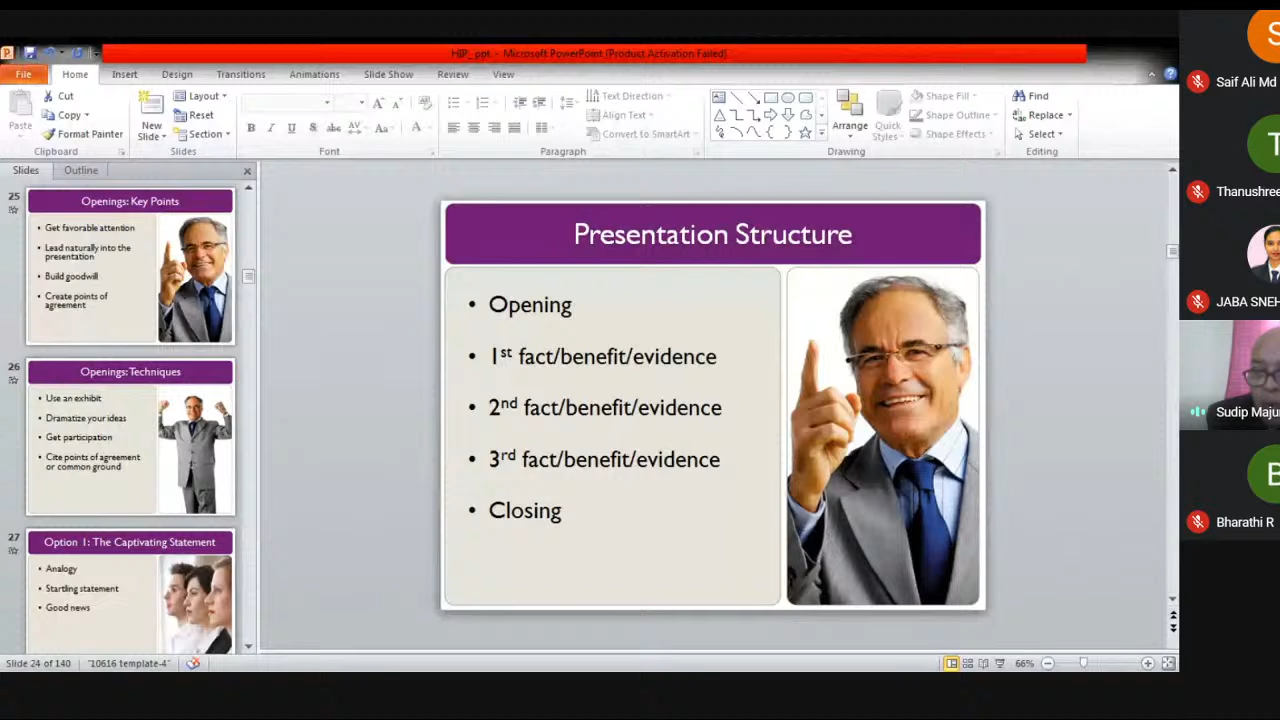 HIP_ppt. - Microsoft PowerPoint (Product Activation Failed)
File Home Insert Design Transitions Animations Slide Show Review View
Paste
Cut
Copy
Format Painter
Clipboard
New Slide
Layout
Reset
Section
Slides
Font
Text Direction
Align Text
Convert to SmartArt
Paragraph
Arrange
Quick Styles
Shape Fill
Shape Outline
Shape Effects
Drawing
Find
Replace
Select
Editing
Slides Outline
25
Openings: Key Points
• Get favorable attention
• Lead naturally into the
presentation
• Build goodwill
• Create points of
agreement
26
Openings: Techniques
• Use an exhibit
• Dramatize your ideas
• Get participation
• Cite points of agreement
or common ground
27
Option 1: The Captivating Statement
• Analogy
• Startling statement
• Good news
Presentation Structure
• Opening
• 1st fact/benefit/evidence
• 2nd fact/benefit/evidence
• 3rd fact/benefit/evidence
• Closing
S
Saif Ali Md
T
Thanushree
JABA SNEH
Sudip Majum
B
Bharathi R
Slide 24 of 140 "10616 template-4" 66%